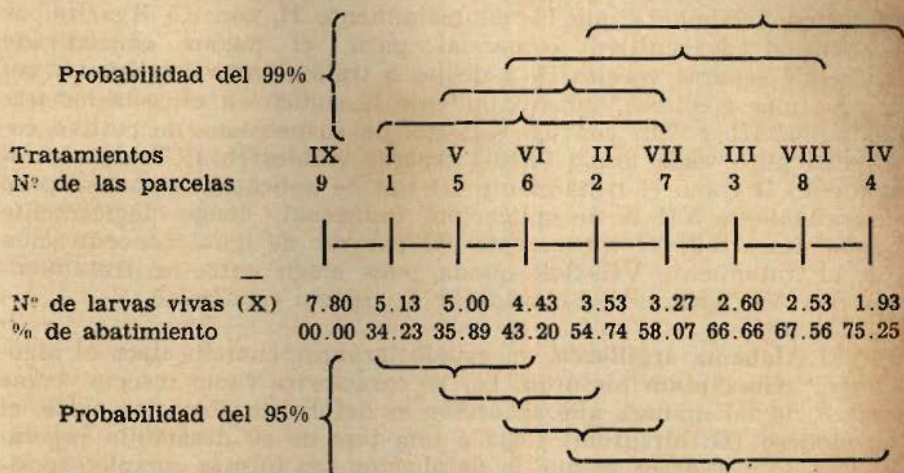 Probabilidad del 99%
Tratamientos IX I V VI II VII III VIII IV
Nº de las parcelas 9 1 5 6 2 7 3 8 4
Nº de larvas vivas (X̅) 7.80 5.13 5.00 4.43 3.53 3.27 2.60 2.53 1.93
% de abatimiento 00.00 34.23 35.89 43.20 54.74 58.07 66.66 67.56 75.25
Probabilidad del 95%